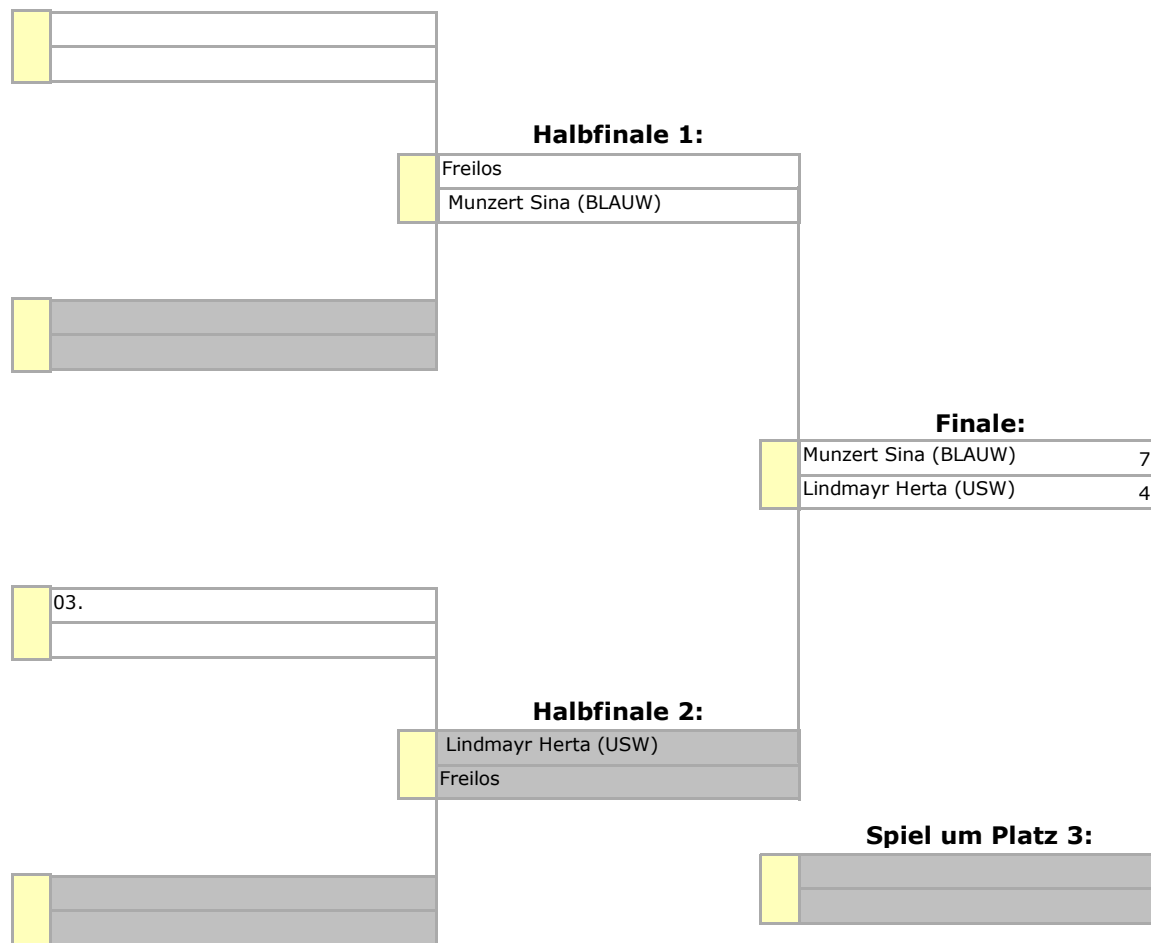 Halbfinale 1:
Freilos
Munzert Sina (BLAUW)
Finale:
Munzert Sina (BLAUW) 7
Lindmayr Herta (USW) 4
03.
Halbfinale 2:
Lindmayr Herta (USW)
Freilos
Spiel um Platz 3: